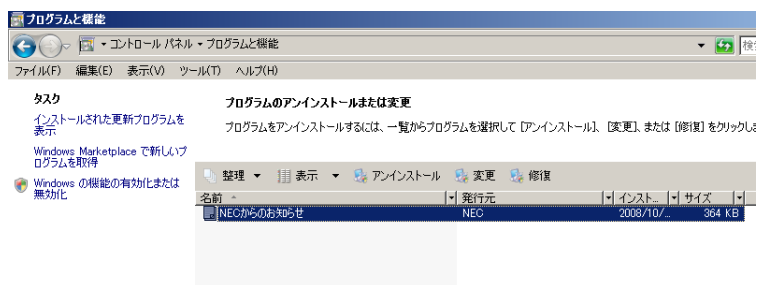 プログラムと機能
コントロール パネル プログラムと機能
ファイル(F) 編集(E) 表示(V) ツール(T) ヘルプ(H)
タスク
インストールされた更新プログラムを
表示
Windows Marketplace で新しいプ
ログラムを取得
Windows の機能の有効化または
無効化
プログラムのアンインストールまたは変更
プログラムをアンインストールするには、一覧からプログラムを選択して [アンインストール]、[変更]、または [修復] をクリックしま
整理 表示 アンインストール 変更 修復
名前 発行元 インスト... サイズ
NECからのお知らせ NEC 2008/10/... 364 KB